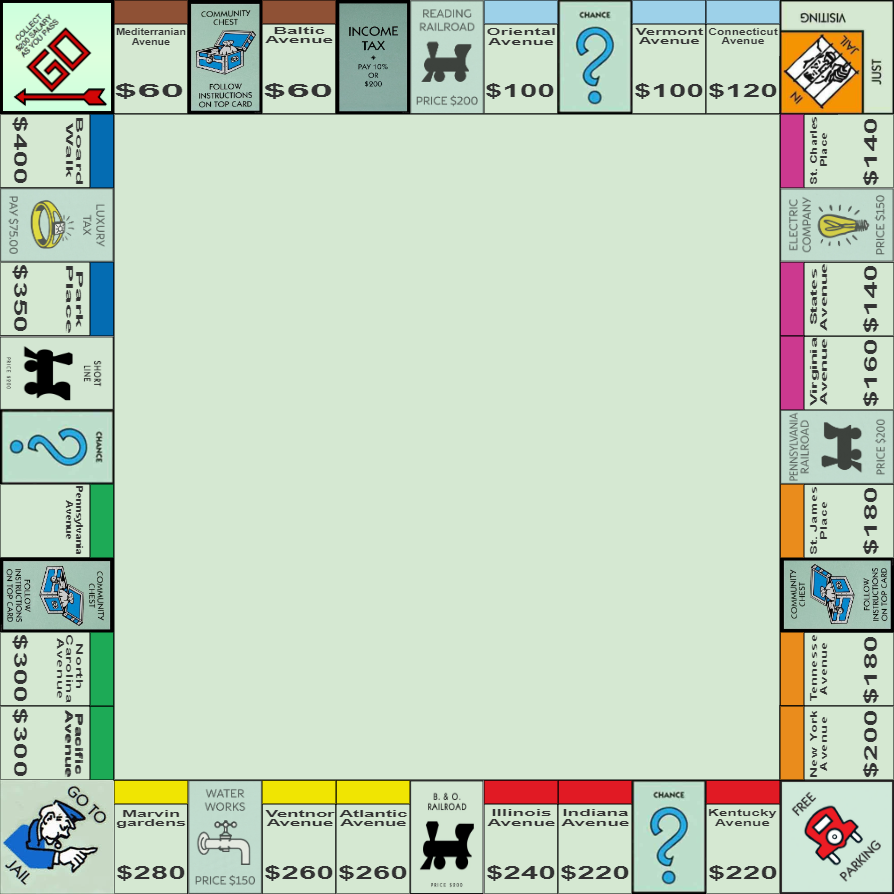 COLLECT
$200 SALARY
AS YOU PASS
GO
Mediterranian
Avenue
$60
COMMUNITY
CHEST
FOLLOW
INSTRUCTIONS
ON TOP CARD
Baltic
Avenue
$60
INCOME
TAX
PAY 10%
OR
$200
READING
RAILROAD
PRICE $200
Oriental
Avenue
$100
CHANCE
Vermont
Avenue
$100
Connecticut
Avenue
$120
VISITING
JUST
IN
JAIL
St. Charles
Place
$140
ELECTRIC
COMPANY
PRICE $150
States
Avenue
$140
Virginia
Avenue
$160
PENNSYLVANIA
RAILROAD
PRICE $200
St. James
Place
$180
COMMUNITY
CHEST
FOLLOW
INSTRUCTIONS
ON TOP CARD
Tennesse
Avenue
$180
New York
Avenue
$200
FREE
PARKING
Kentucky
Avenue
$220
CHANCE
Indiana
Avenue
$220
Illinois
Avenue
$240
B. & O.
RAILROAD
Atlantic
Avenue
$260
Ventnor
Avenue
$260
WATER
WORKS
PRICE $150
Marvin
gardens
$280
GO TO
JAIL
Pacific
Avenue
$300
North
Carolina
Avenue
$300
COMMUNITY
CHEST
FOLLOW
INSTRUCTIONS
ON TOP CARD
Pennsylvania
Avenue
CHANCE
SHORT
LINE
Park
Place
$350
LUXURY
TAX
PAY $75.00
Board
Walk
$400